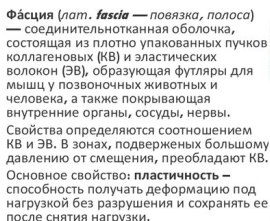 Фа́сция (лат. fascia — повязка, полоса)
— соединительнотканная оболочка,
состоящая из плотно упакованных пучков
коллагеновых (КВ) и эластических
волокон (ЭВ), образующая футляры для
мышц у позвоночных животных и
человека, а также покрывающая
внутренние органы, сосуды, нервы.
Свойства определяются соотношением
КВ и ЭВ. В зонах, подверженых большому
давлению от смещения, преобладают КВ.
Основное свойство: пластичность –
способность получать деформацию под
нагрузкой без разрушения и сохранять ее
после снятия нагрузки.